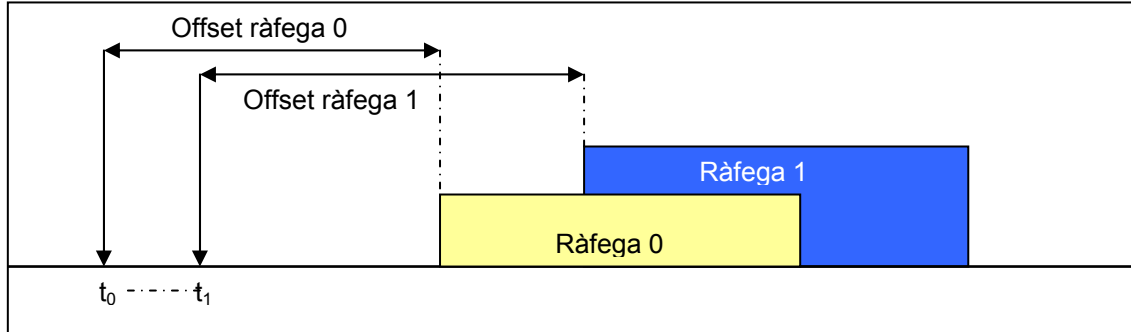 Offset ràfega 0
Offset ràfega 1
Ràfega 1
Ràfega 0
t₀ t₁